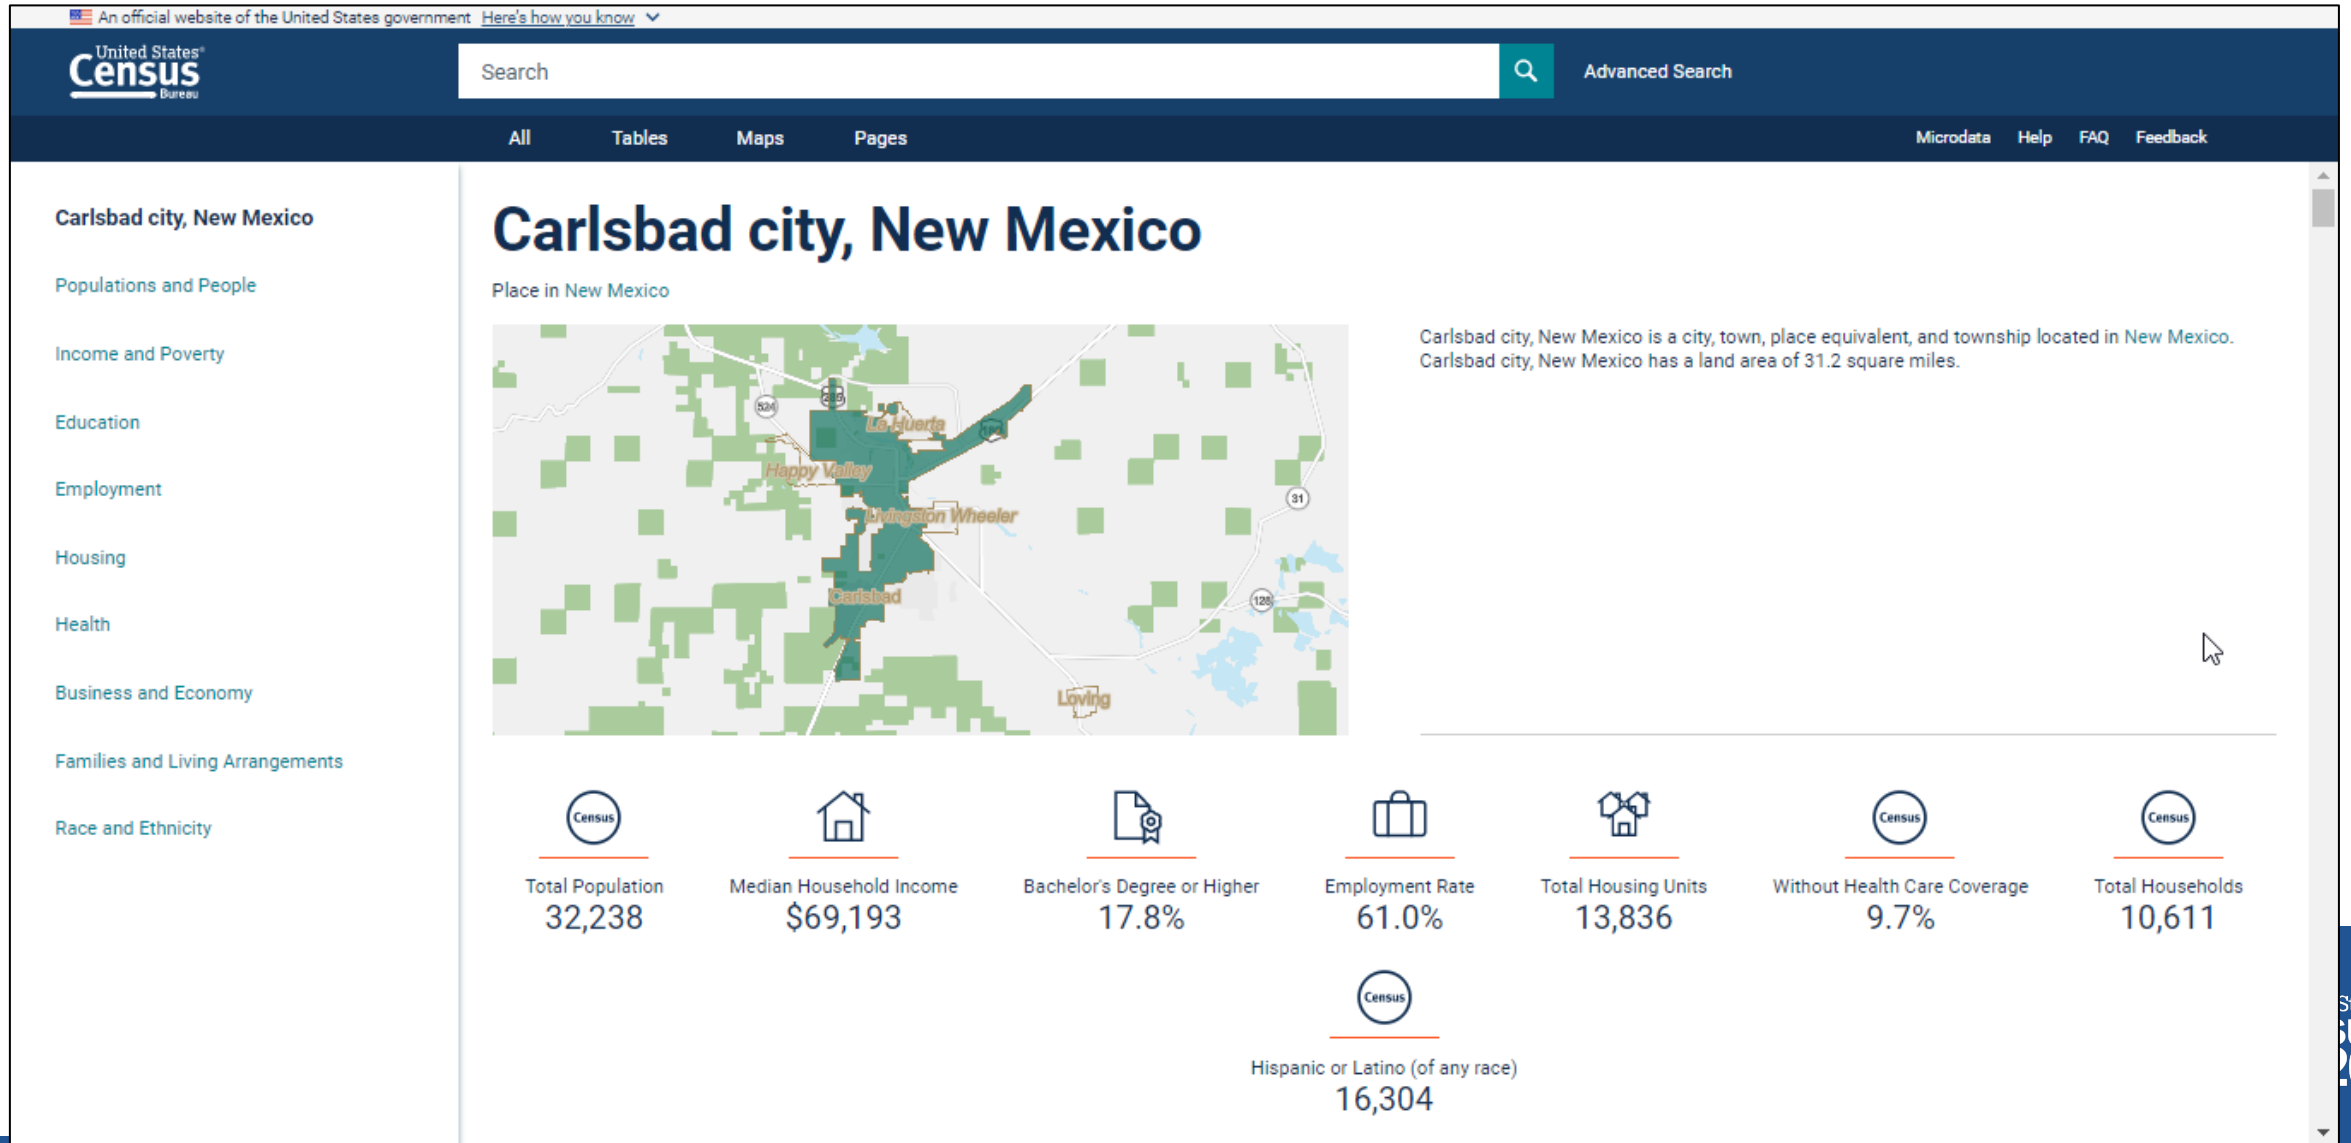 An official website of the United States government Here's how you know
United States®
Census
Bureau
Search
Advanced Search
All Tables Maps Pages
Microdata Help FAQ Feedback
Carlsbad city, New Mexico
Populations and People
Income and Poverty
Education
Employment
Housing
Health
Business and Economy
Families and Living Arrangements
Race and Ethnicity
Carlsbad city, New Mexico
Place in New Mexico
524
285
La Huerta
180
Happy Valley
31
Livingston Wheeler
Carlsbad
128
Loving
Carlsbad city, New Mexico is a city, town, place equivalent, and township located in New Mexico.
Carlsbad city, New Mexico has a land area of 31.2 square miles.
Census
Total Population
32,238
Median Household Income
$69,193
Bachelor's Degree or Higher
17.8%
Employment Rate
61.0%
Total Housing Units
13,836
Census
Without Health Care Coverage
9.7%
Census
Total Households
10,611
Census
Hispanic or Latino (of any race)
16,304